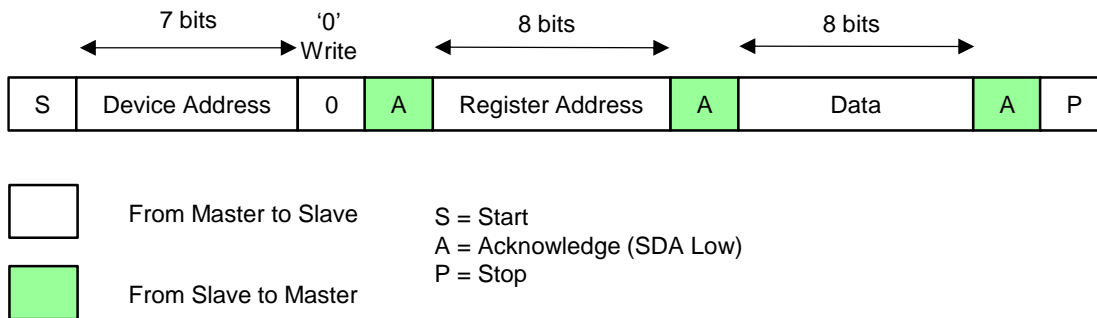 7 bits ‘0’ 8 bits 8 bits
Write
S Device Address 0 A Register Address A Data A P
From Master to Slave
S = Start
A = Acknowledge (SDA Low)
P = Stop
From Slave to Master